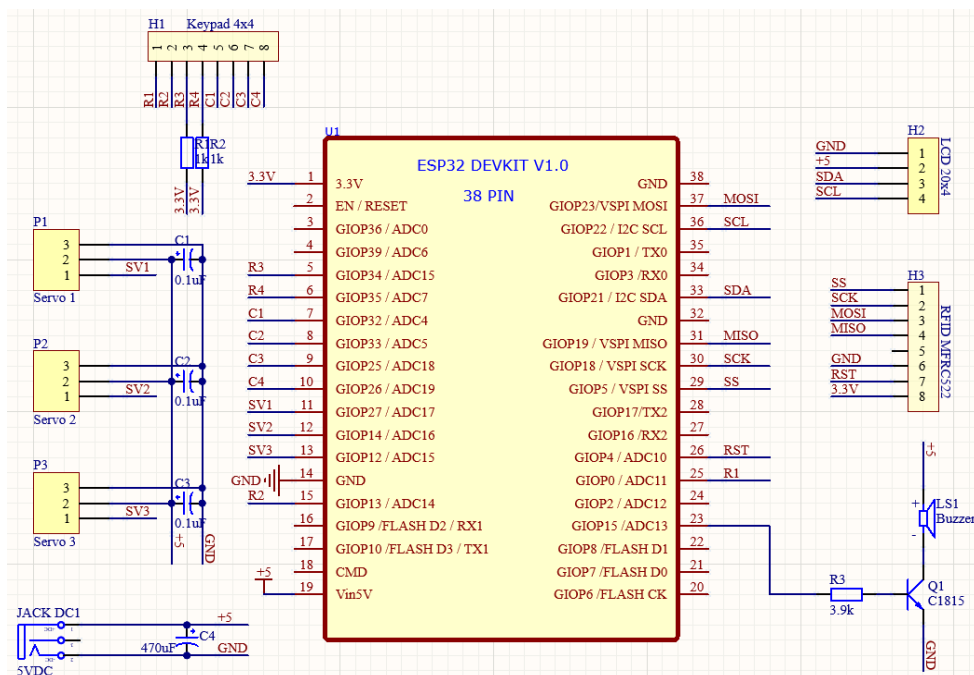 H1 Keypad 4x4
1 2 3 4 5 6 7 8
R1 R2 R3 R4 C1 C2 C3 C4
R1 R2
1k 1k
3.3V 3.3V
P1
3
2
1
SV1
Servo 1
C1
0.1uF
P2
3
2
1
SV2
Servo 2
C2
0.1uF
P3
3
2
1
SV3
Servo 3
C3
0.1uF
+5 GND
JACK DC1
5VDC
+5
C4
470uF
GND
U1
ESP32 DEVKIT V1.0
38 PIN
3.3V 1 3.3V
2 EN / RESET
3 GIOP36 / ADC0
4 GIOP39 / ADC6
R3 5 GIOP34 / ADC15
R4 6 GIOP35 / ADC7
C1 7 GIOP32 / ADC4
C2 8 GIOP33 / ADC5
C3 9 GIOP25 / ADC18
C4 10 GIOP26 / ADC19
SV1 11 GIOP27 / ADC17
SV2 12 GIOP14 / ADC16
SV3 13 GIOP12 / ADC15
GND 14 GND
R2 15 GIOP13 / ADC14
16 GIOP9 /FLASH D2 / RX1
17 GIOP10 /FLASH D3 / TX1
18 CMD
+5 19 Vin5V
GND 38
GIOP23/VSPI MOSI 37 MOSI
GIOP22 / I2C SCL 36 SCL
GIOP1 / TX0 35
GIOP3 /RX0 34
GIOP21 / I2C SDA 33 SDA
GND 32
GIOP19 / VSPI MISO 31 MISO
GIOP18 / VSPI SCK 30 SCK
GIOP5 / VSPI SS 29 SS
GIOP17/TX2 28
GIOP16 /RX2 27
GIOP4 / ADC10 26 RST
GIOP0 / ADC11 25 R1
GIOP2 / ADC12 24
GIOP15 /ADC13 23
GIOP8 /FLASH D1 22
GIOP7 /FLASH D0 21
GIOP6 /FLASH CK 20
H2
GND 1
+5 2
SDA 3
SCL 4
LCD 20x4
H3
SS 1
SCK 2
MOSI 3
MISO 4
5
GND 6
RST 7
3.3V 8
RFID MFRC522
+5
+
LS1
Buzzer
-
R3
3.9k
Q1
C1815
GND